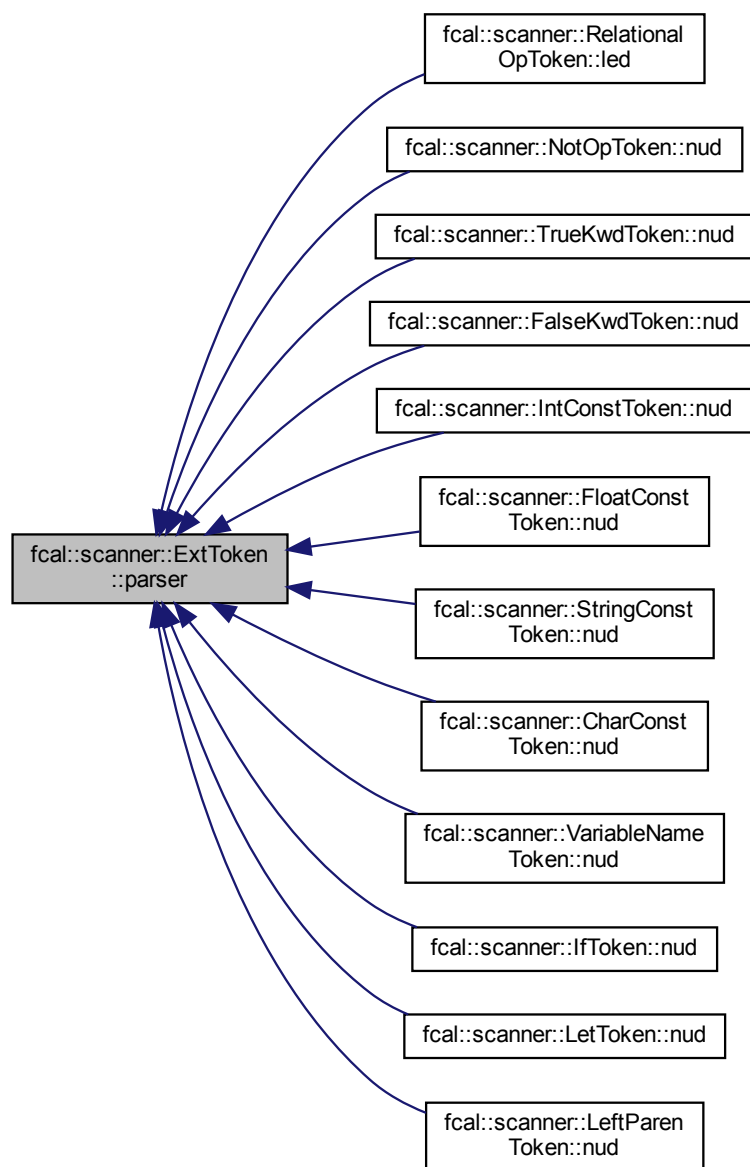 fcal::scanner::Relational
OpToken::led
fcal::scanner::NotOpToken::nud
fcal::scanner::TrueKwdToken::nud
fcal::scanner::FalseKwdToken::nud
fcal::scanner::IntConstToken::nud
fcal::scanner::FloatConst
Token::nud
fcal::scanner::ExtToken
::parser
fcal::scanner::StringConst
Token::nud
fcal::scanner::CharConst
Token::nud
fcal::scanner::VariableName
Token::nud
fcal::scanner::IfToken::nud
fcal::scanner::LetToken::nud
fcal::scanner::LeftParen
Token::nud